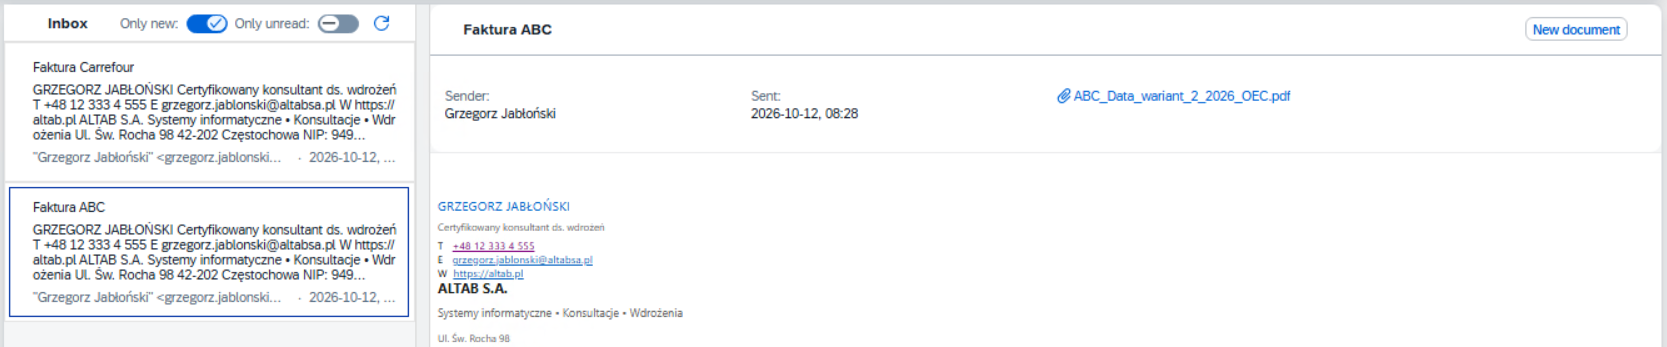 Inbox
Only new:
Only unread:
Faktura Carrefour
GRZEGORZ JABŁOŃSKI Certyfikowany konsultant ds. wdrożeń
T +48 12 333 4 555 E grzegorz.jablonski@altabsa.pl W https://
altab.pl ALTAB S.A. Systemy informatyczne • Konsultacje • Wdr
ożenia Ul. Św. Rocha 98 42-202 Częstochowa NIP: 949...
"Grzegorz Jabłoński" <grzegorz.jablonski... · 2026-10-12, ...
Faktura ABC
GRZEGORZ JABŁOŃSKI Certyfikowany konsultant ds. wdrożeń
T +48 12 333 4 555 E grzegorz.jablonski@altabsa.pl W https://
altab.pl ALTAB S.A. Systemy informatyczne • Konsultacje • Wdr
ożenia Ul. Św. Rocha 98 42-202 Częstochowa NIP: 949...
"Grzegorz Jabłoński" <grzegorz.jablonski... · 2026-10-12, ...
Faktura ABC
New document
Sender:
Grzegorz Jabłoński
Sent:
2026-10-12, 08:28
ABC_Data_wariant_2_2026_OEC.pdf
GRZEGORZ JABŁOŃSKI
Certyfikowany konsultant ds. wdrożeń
T +48 12 333 4 555
E grzegorz.jablonski@altabsa.pl
W https://altab.pl
ALTAB S.A.
Systemy informatyczne • Konsultacje • Wdrożenia
Ul. Św. Rocha 98